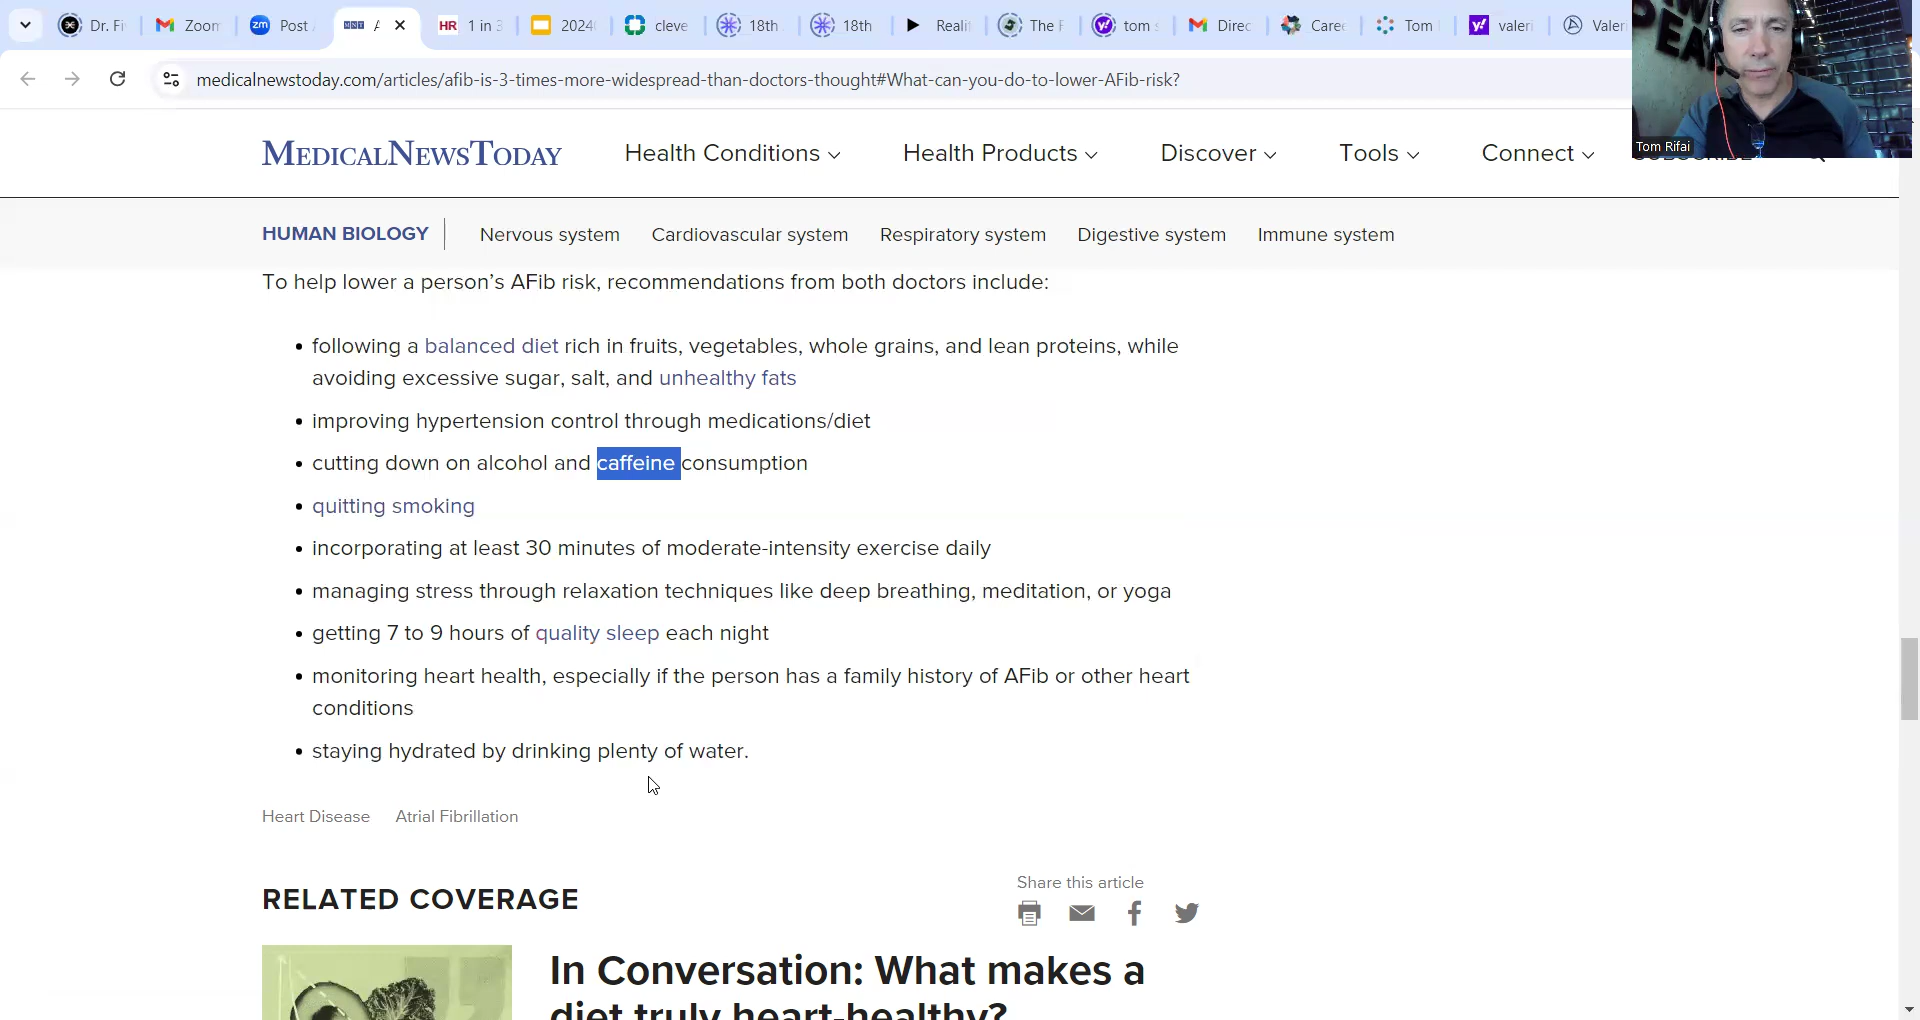 Dr. Fi
Zoom
Post
1 in 3
2024
cleve
18th
18th
Reali
The F
tom s
Direc
Caree
Tom
valeri
Valeri
medicalnewstoday.com/articles/afib-is-3-times-more-widespread-than-doctors-thought#What-can-you-do-to-lower-AFib-risk?
Tom Rifai
MEDICALNEWSTODAY
Health Conditions
Health Products
Discover
Tools
Connect
SUBSCRIBE
HUMAN BIOLOGY
Nervous system
Cardiovascular system
Respiratory system
Digestive system
Immune system
To help lower a person’s AFib risk, recommendations from both doctors include:
• following a balanced diet rich in fruits, vegetables, whole grains, and lean proteins, while
avoiding excessive sugar, salt, and unhealthy fats
• improving hypertension control through medications/diet
• cutting down on alcohol and caffeine consumption
• quitting smoking
• incorporating at least 30 minutes of moderate-intensity exercise daily
• managing stress through relaxation techniques like deep breathing, meditation, or yoga
• getting 7 to 9 hours of quality sleep each night
• monitoring heart health, especially if the person has a family history of AFib or other heart
conditions
• staying hydrated by drinking plenty of water.
Heart Disease
Atrial Fibrillation
RELATED COVERAGE
Share this article
In Conversation: What makes a
diet truly heart-healthy?